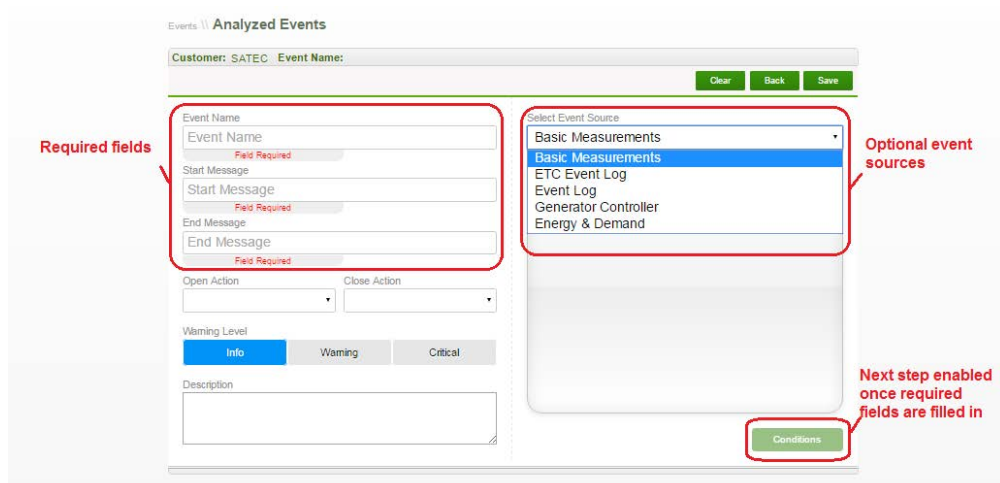 Events \\ Analyzed Events
Customer: SATEC Event Name:
Clear Back Save
Required fields
Event Name
Event Name
Field Required
Start Message
Start Message
Field Required
End Message
End Message
Field Required
Open Action Close Action
Warning Level
Info Warning Critical
Description
Select Event Source
Basic Measurements
Basic Measurements
ETC Event Log
Event Log
Generator Controller
Energy & Demand
Optional event
sources
Next step enabled
once required
fields are filled in
Conditions